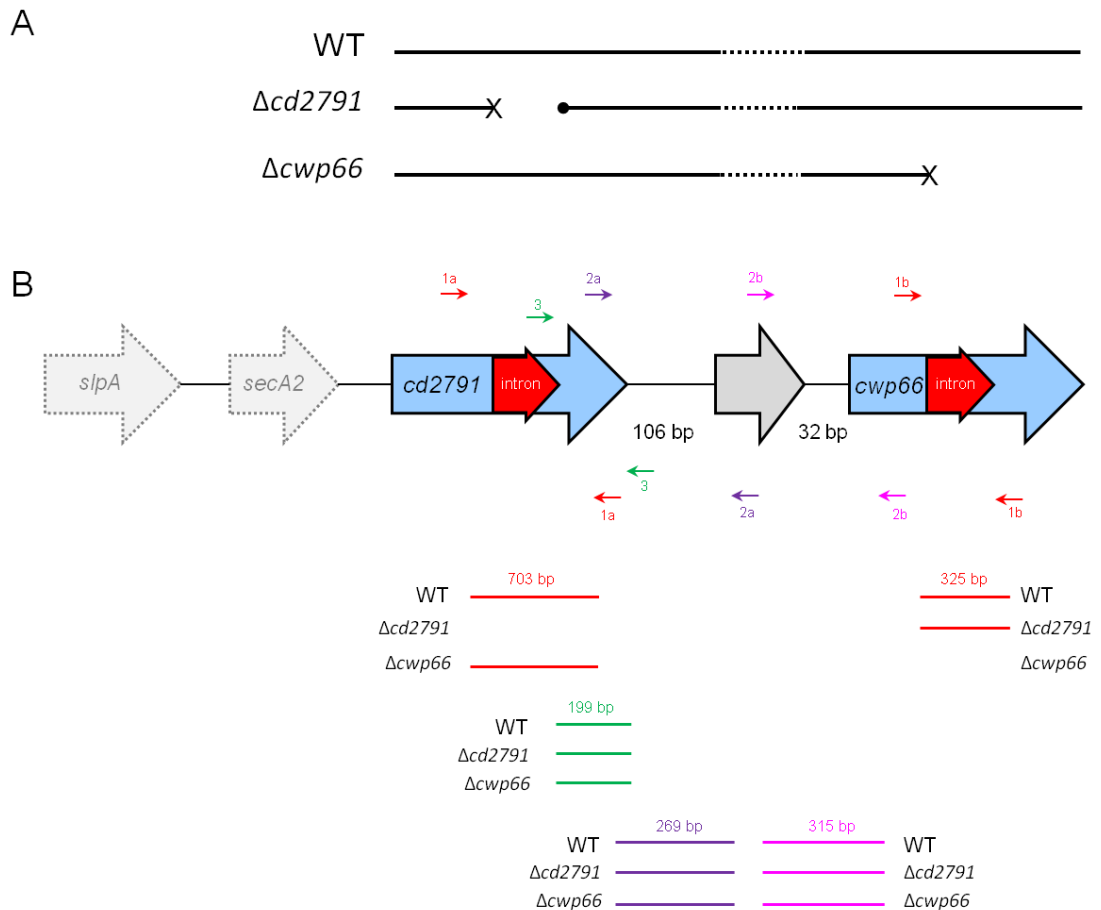 A
WT
Δcd2791
Δcwp66
B
1a
3
2a
2b
1b
slpA
secA2
cd2791
intron
cwp66
intron
106 bp
32 bp
3
1a
2a
2b
1b
703 bp
325 bp
WT
WT
Δcd2791
Δcd2791
Δcwp66
Δcwp66
199 bp
WT
Δcd2791
Δcwp66
269 bp
315 bp
WT
WT
Δcd2791
Δcd2791
Δcwp66
Δcwp66